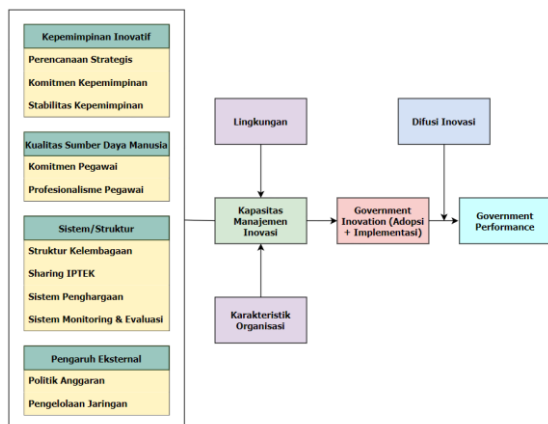 Kepemimpinan Inovatif
Perencanaan Strategis
Komitmen Kepemimpinan
Stabilitas Kepemimpinan
Kualitas Sumber Daya Manusia
Komitmen Pegawai
Profesionalisme Pegawai
Sistem/Struktur
Struktur Kelembagaan
Sharing IPTEK
Sistem Penghargaan
Sistem Monitoring & Evaluasi
Pengaruh Eksternal
Politik Anggaran
Pengelolaan Jaringan
Lingkungan
Kapasitas
Manajemen
Inovasi
Karakteristik
Organisasi
Government
Inovation (Adopsi
+ Implementasi)
Difusi Inovasi
Government
Performance